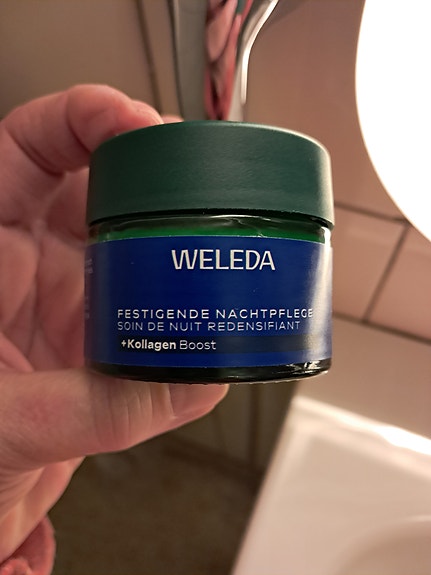 WELEDA
FESTIGENDE NACHTPFLEGE
SOIN DE NUIT REDENSIFIANT
+Kollagen Boost